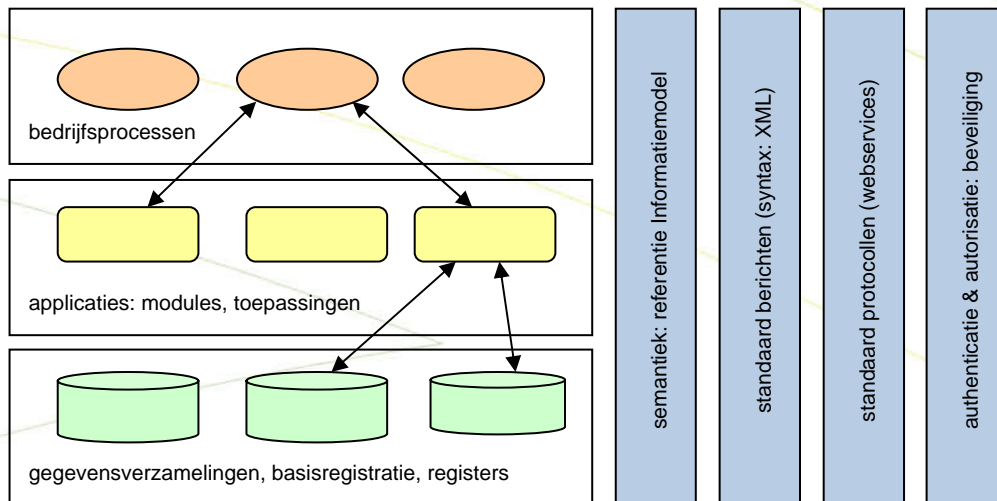 bedrijfsprocessen
applicaties: modules, toepassingen
gegevensverzamelingen, basisregistratie, registers
semantiek: referentie Informatiemodel
standaard berichten (syntax: XML)
standaard protocollen (webservices)
authenticatie & autorisatie: beveiliging